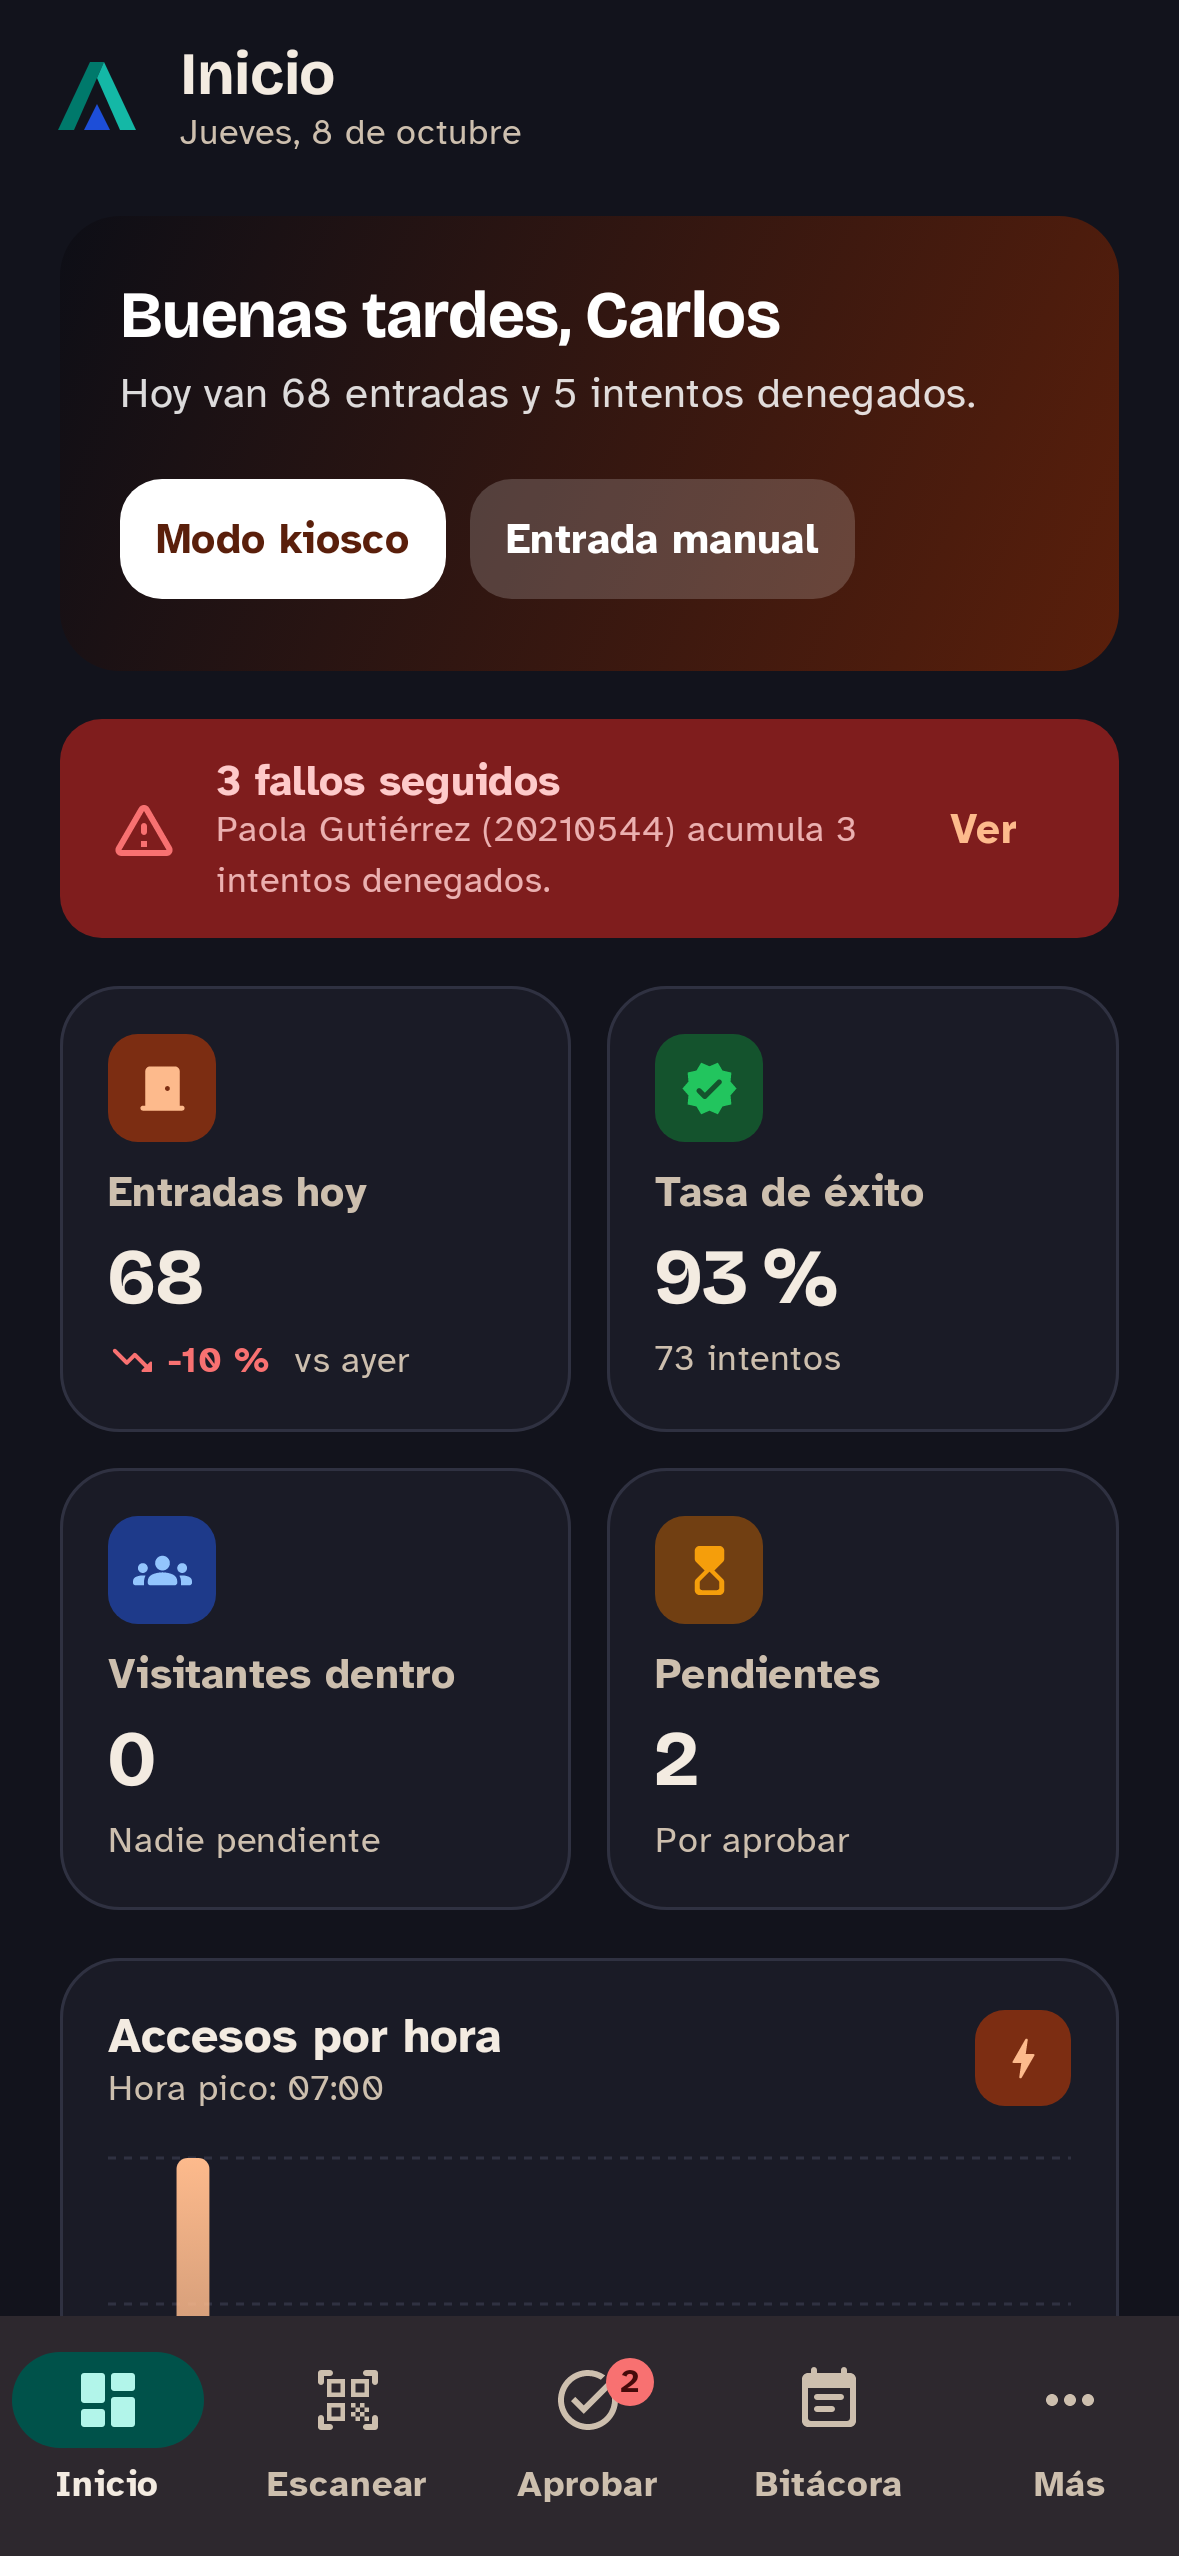 Inicio
Jueves, 8 de octubre
Buenas tardes, Carlos
Hoy van 68 entradas y 5 intentos denegados.
Modo kiosco
Entrada manual
3 fallos seguidos
Paola Gutiérrez (20210544) acumula 3
intentos denegados.
Ver
Entradas hoy
68
-10 % vs ayer
Tasa de éxito
93 %
73 intentos
Visitantes dentro
0
Nadie pendiente
Pendientes
2
Por aprobar
Accesos por hora
Hora pico: 07:00
2
Inicio
Escanear
Aprobar
Bitácora
Más